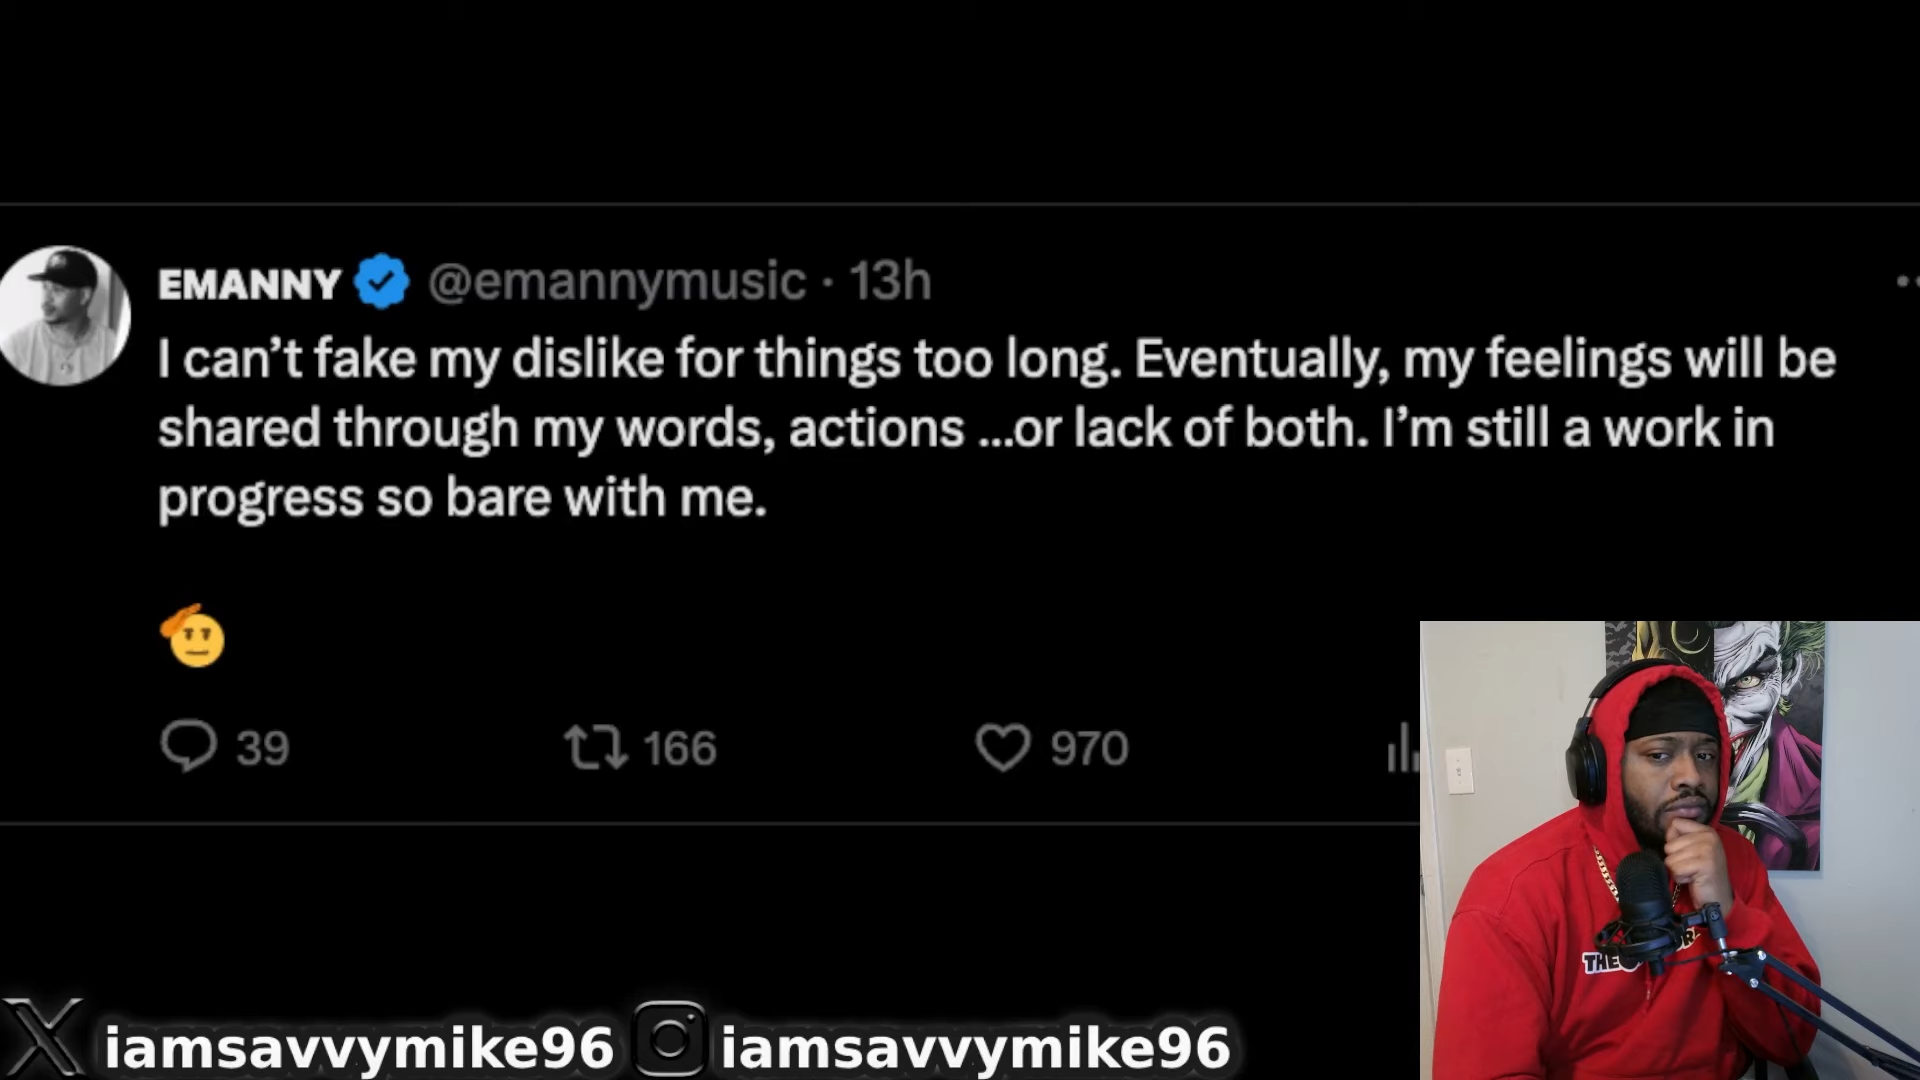 EMANNY @emannymusic · 13h
I can’t fake my dislike for things too long. Eventually, my feelings will be
shared through my words, actions ...or lack of both. I’m still a work in
progress so bare with me.
39 166 970
THE
iamsavvymike96 iamsavvymike96